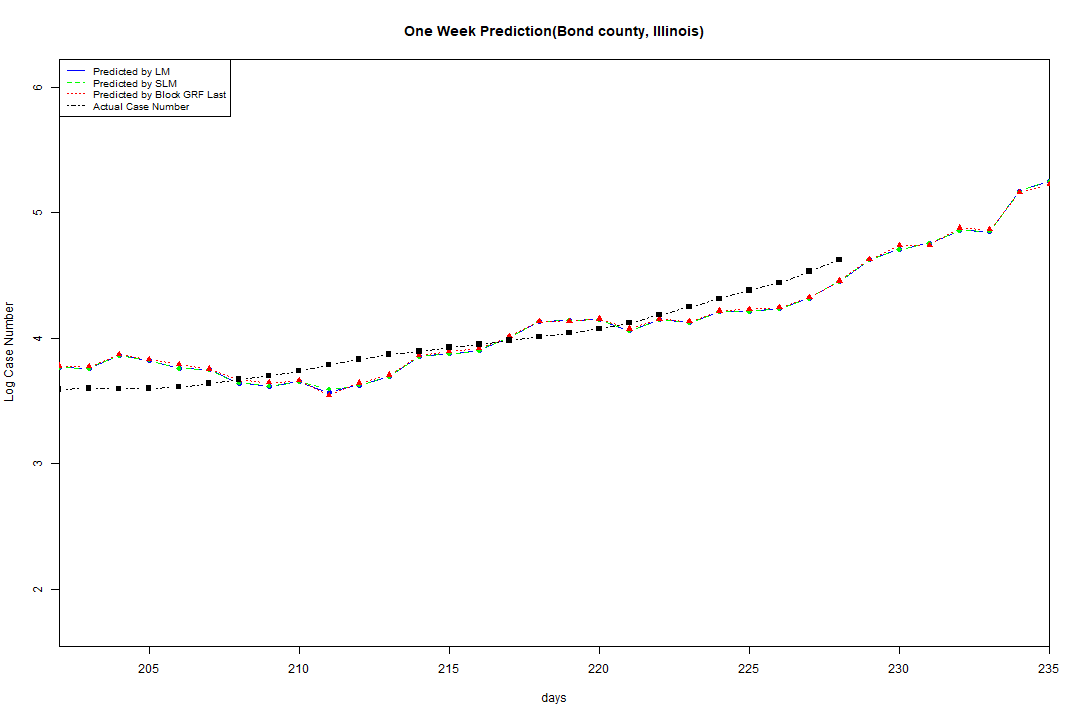 One Week Prediction(Bond county, Illinois)
Predicted by LM
Predicted by SLM
Predicted by Block GRF Last
Actual Case Number
6
5
4
3
2
Log Case Number
205 210 215 220 225 230 235
days